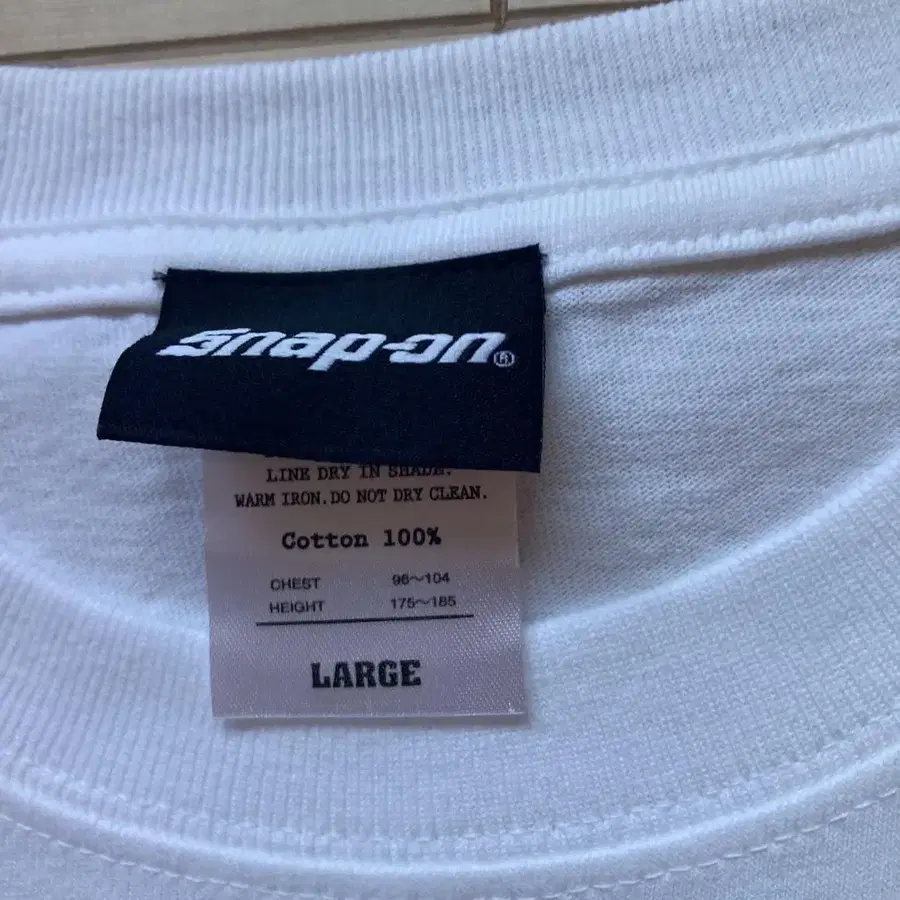 Snap-on®
LINE DRY IN SHADE.
WARM IRON. DO NOT DRY CLEAN.
Cotton 100%
CHEST 96～104
HEIGHT 175～185
LARGE